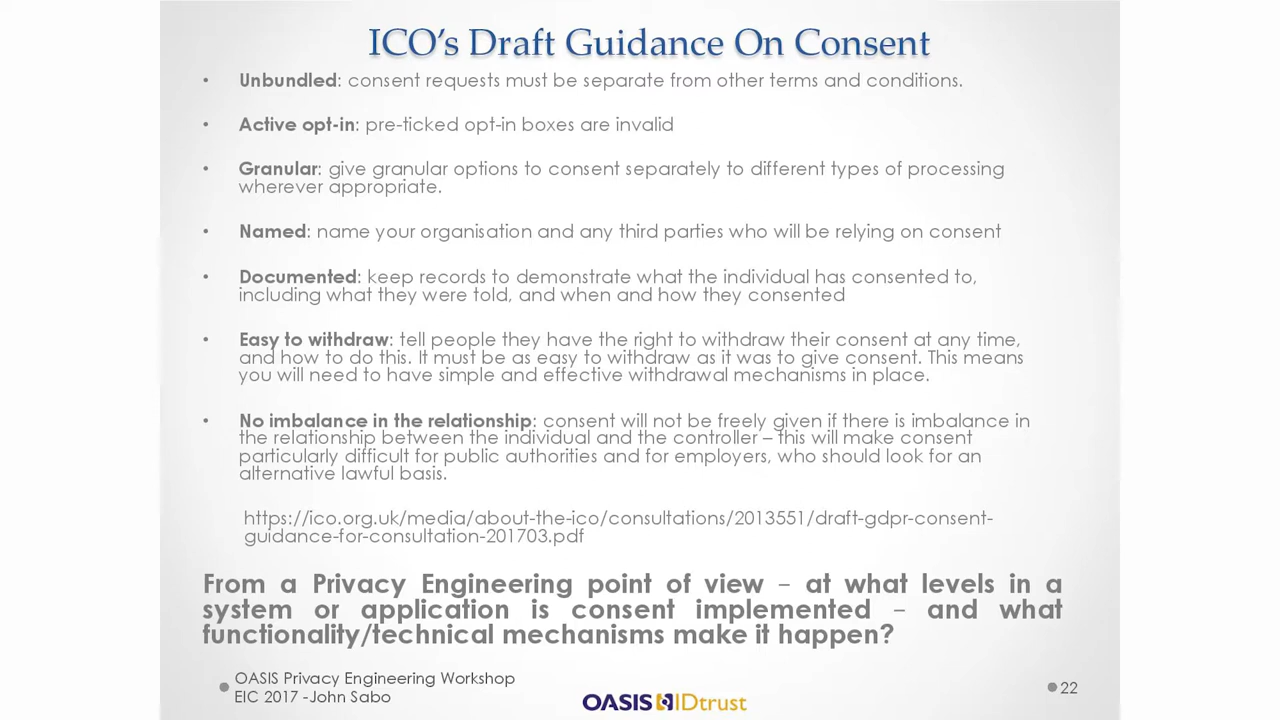 ICO's Draft Guidance On Consent
• Unbundled: consent requests must be separate from other terms and conditions.
• Active opt-in: pre-ticked opt-in boxes are invalid
• Granular: give granular options to consent separately to different types of processing
wherever appropriate.
• Named: name your organisation and any third parties who will be relying on consent
• Documented: keep records to demonstrate what the individual has consented to,
including what they were told, and when and how they consented
• Easy to withdraw: tell people they have the right to withdraw their consent at any time,
and how to do this. It must be as easy to withdraw as it was to give consent. This means
you will need to have simple and effective withdrawal mechanisms in place.
• No imbalance in the relationship: consent will not be freely given if there is imbalance in
the relationship between the individual and the controller – this will make consent
particularly difficult for public authorities and for employers, who should look for an
alternative lawful basis.
https://ico.org.uk/media/about-the-ico/consultations/2013551/draft-gdpr-consent-
guidance-for-consultation-201703.pdf
From a Privacy Engineering point of view – at what levels in a
system or application is consent implemented – and what
functionality/technical mechanisms make it happen?
OASIS Privacy Engineering Workshop
EIC 2017 -John Sabo
OASIS IDtrust
22